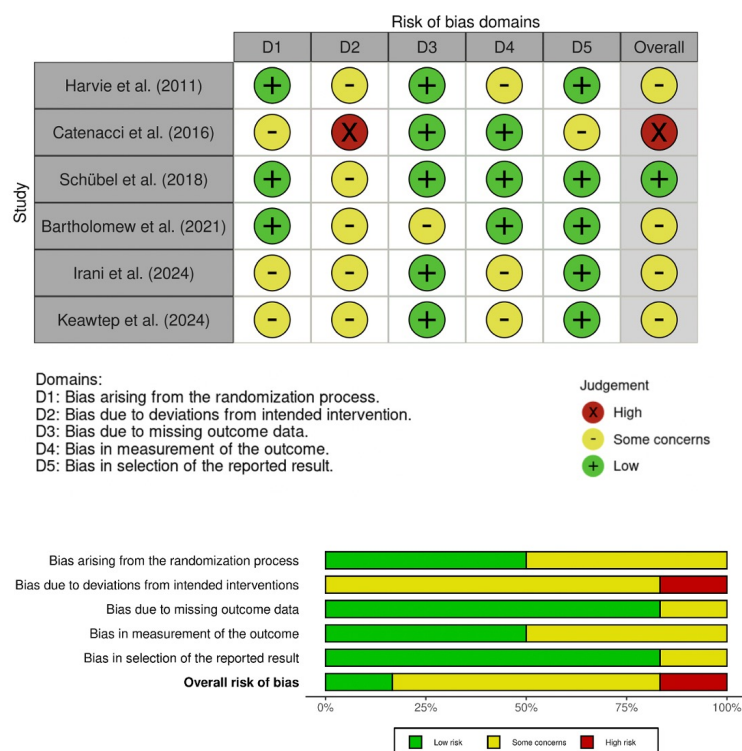 Risk of bias domains
D1 D2 D3 D4 D5 Overall
Study
Harvie et al. (2011) + - + - + -
Catenacci et al. (2016) - X + + - X
Schübel et al. (2018) + - + + + +
Bartholomew et al. (2021) + - - + + -
Irani et al. (2024) - - + - + -
Keawtep et al. (2024) - - + - + -
Domains:
D1: Bias arising from the randomization process.
D2: Bias due to deviations from intended intervention.
D3: Bias due to missing outcome data.
D4: Bias in measurement of the outcome.
D5: Bias in selection of the reported result.
Judgement
X High
- Some concerns
+ Low
Bias arising from the randomization process
Bias due to deviations from intended interventions
Bias due to missing outcome data
Bias in measurement of the outcome
Bias in selection of the reported result
Overall risk of bias
0% 25% 50% 75% 100%
Low risk Some concerns High risk